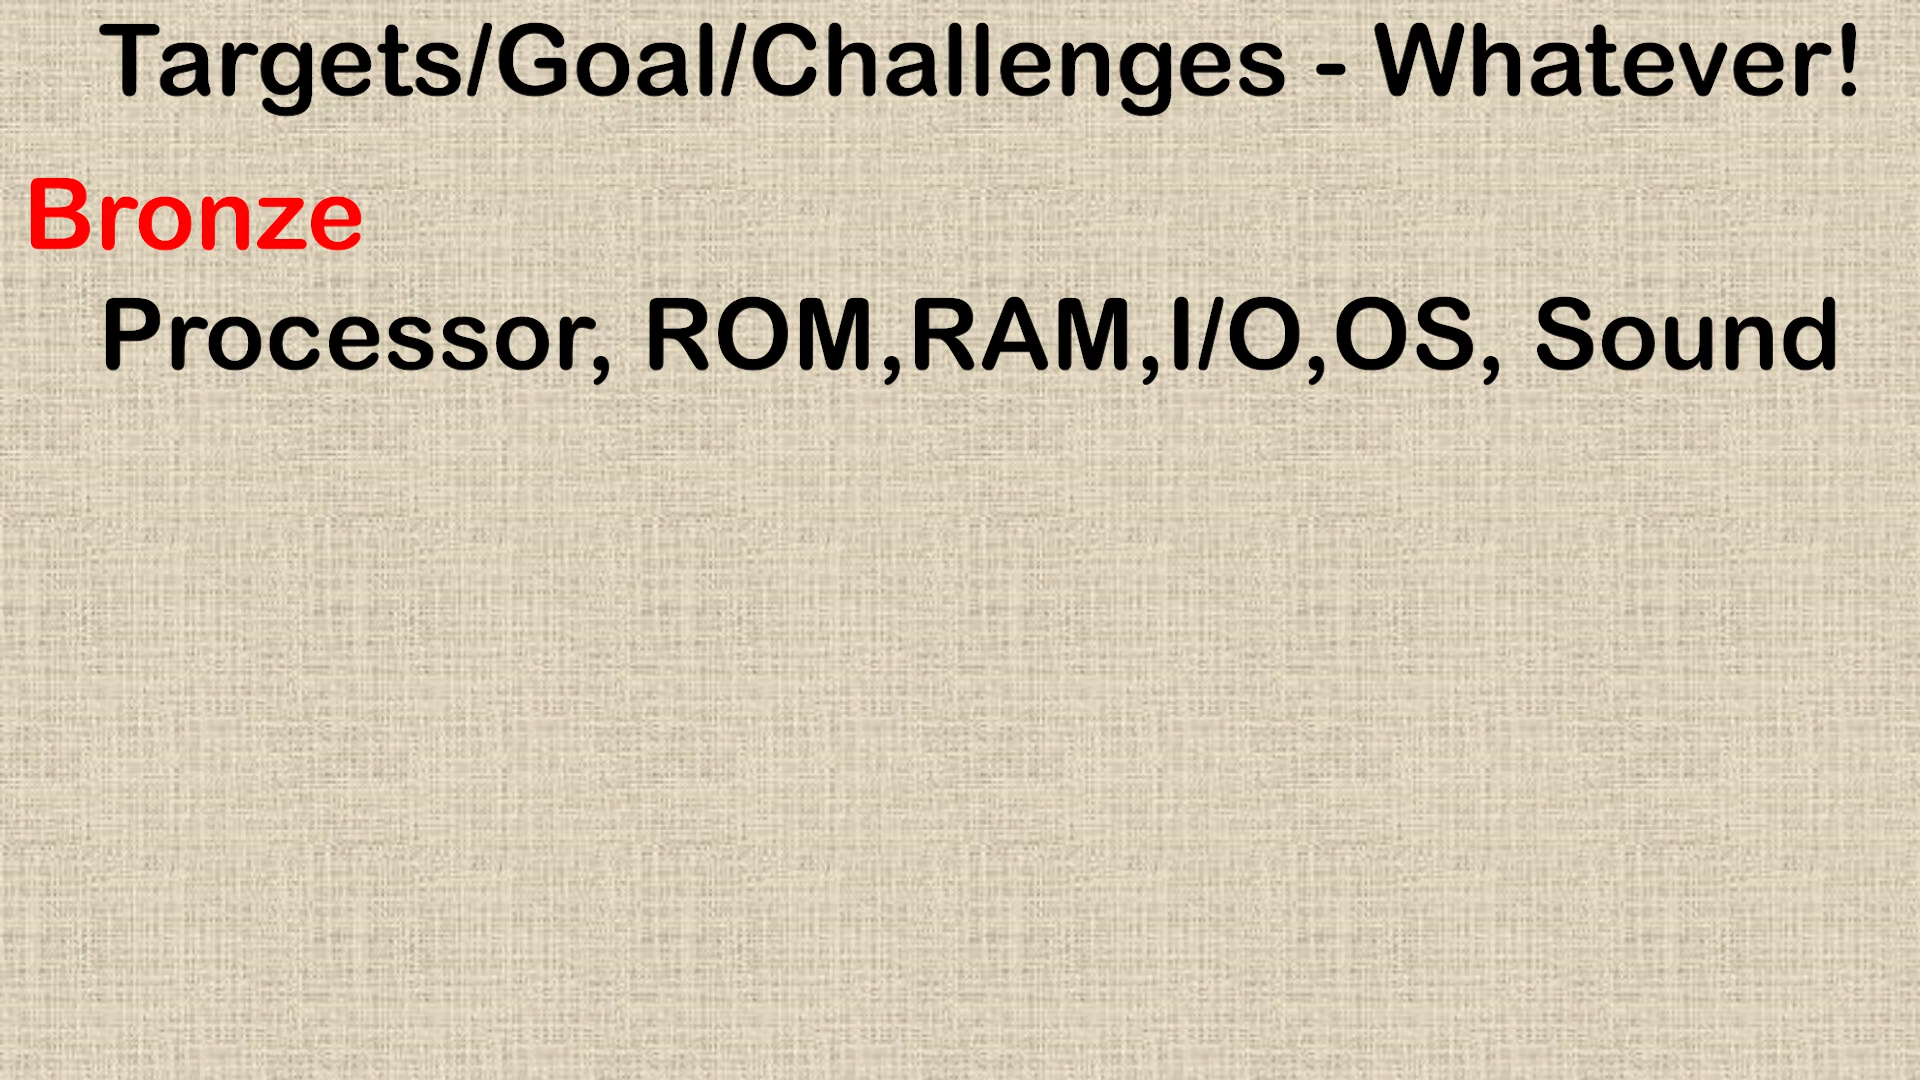 Targets/Goal/Challenges - Whatever!
Bronze
Processor, ROM,RAM,I/O,OS, Sound